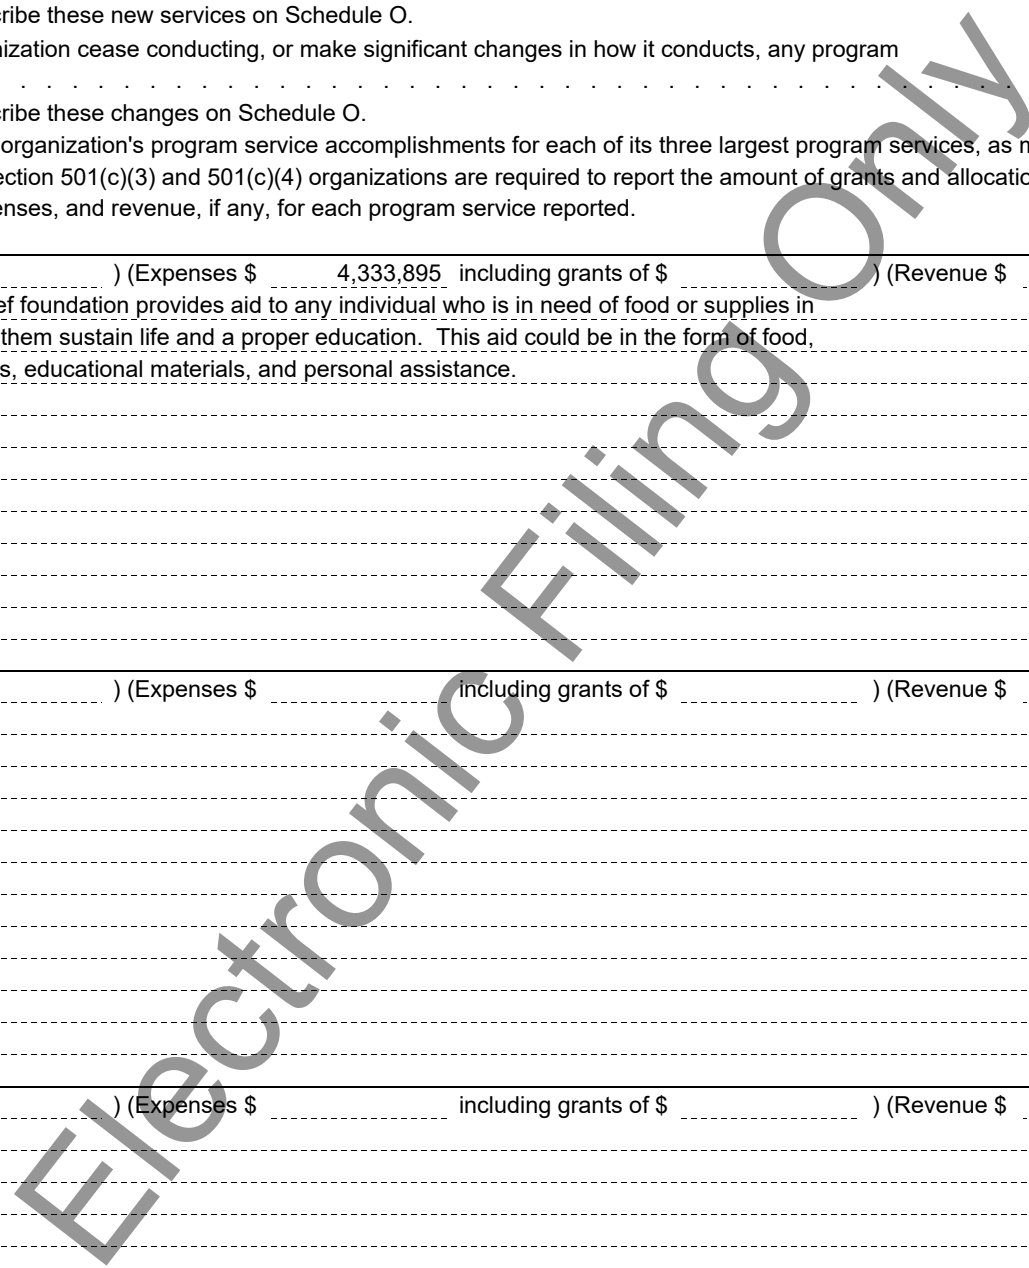 cribe these new services on Schedule O.
nization cease conducting, or make significant changes in how it conducts, any program
. . . . . . . . . . . . . . . . . . . . . . . . . . . . . . . . . . . . . . .
cribe these changes on Schedule O.
organization's program service accomplishments for each of its three largest program services, as m
ection 501(c)(3) and 501(c)(4) organizations are required to report the amount of grants and allocatio
enses, and revenue, if any, for each program service reported.
) (Expenses $ 4,333,895 including grants of $ ) (Revenue $
ef foundation provides aid to any individual who is in need of food or supplies in
them sustain life and a proper education. This aid could be in the form of food,
s, educational materials, and personal assistance.
) (Expenses $ including grants of $ ) (Revenue $
) (Expenses $ including grants of $ ) (Revenue $
Electronic Filing Only